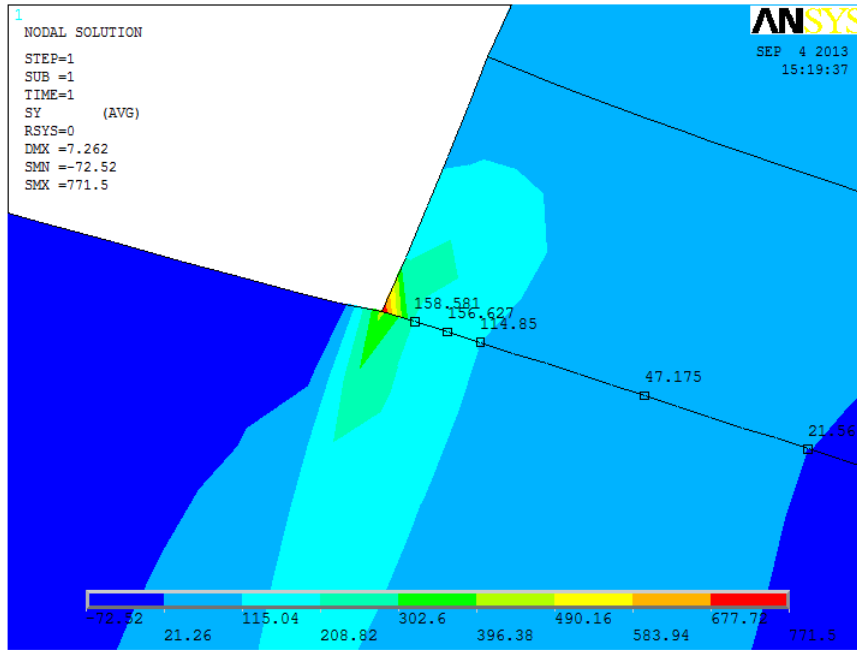 1
NODAL SOLUTION
STEP=1
SUB =1
TIME=1
SY (AVG)
RSYS=0
DMX =7.262
SMN =-72.52
SMX =771.5
ANSYS
SEP 4 2013
15:19:37
158.581
156.627
114.85
47.175
21.56
-72.52 115.04 302.6 490.16 677.72
21.26 208.82 396.38 583.94 771.5